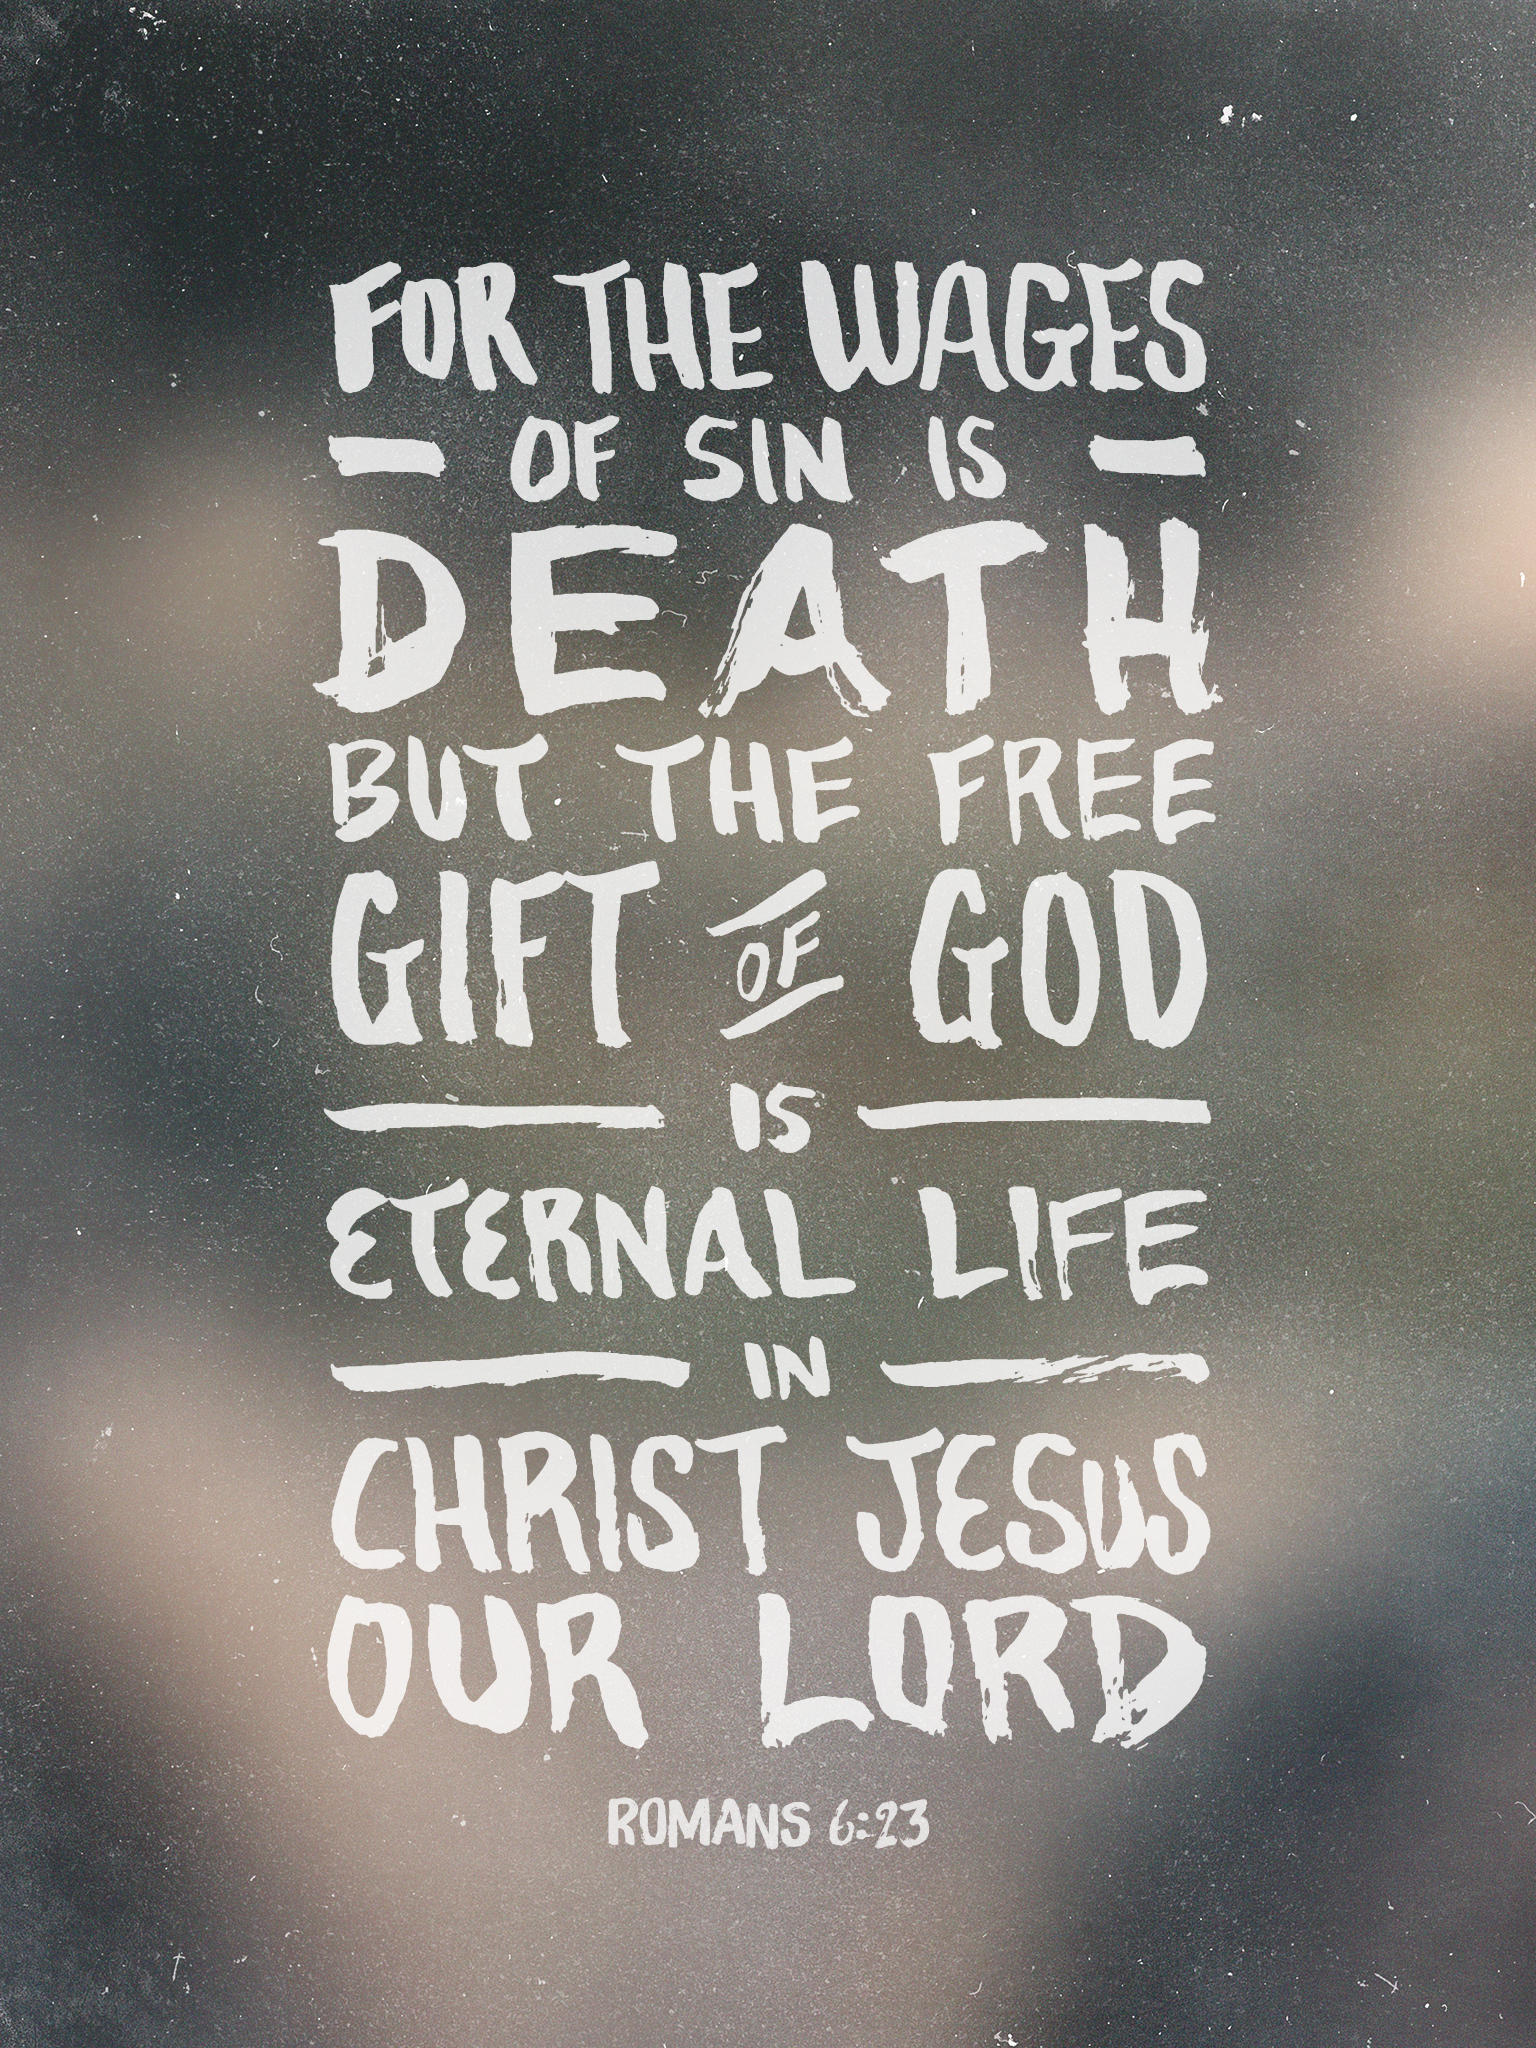 FOR THE WAGES
OF SIN IS
DEATH
BUT THE FREE
GIFT OF GOD
IS
ETERNAL LIFE
IN
CHRIST JESUS
OUR LORD
ROMANS 6:23